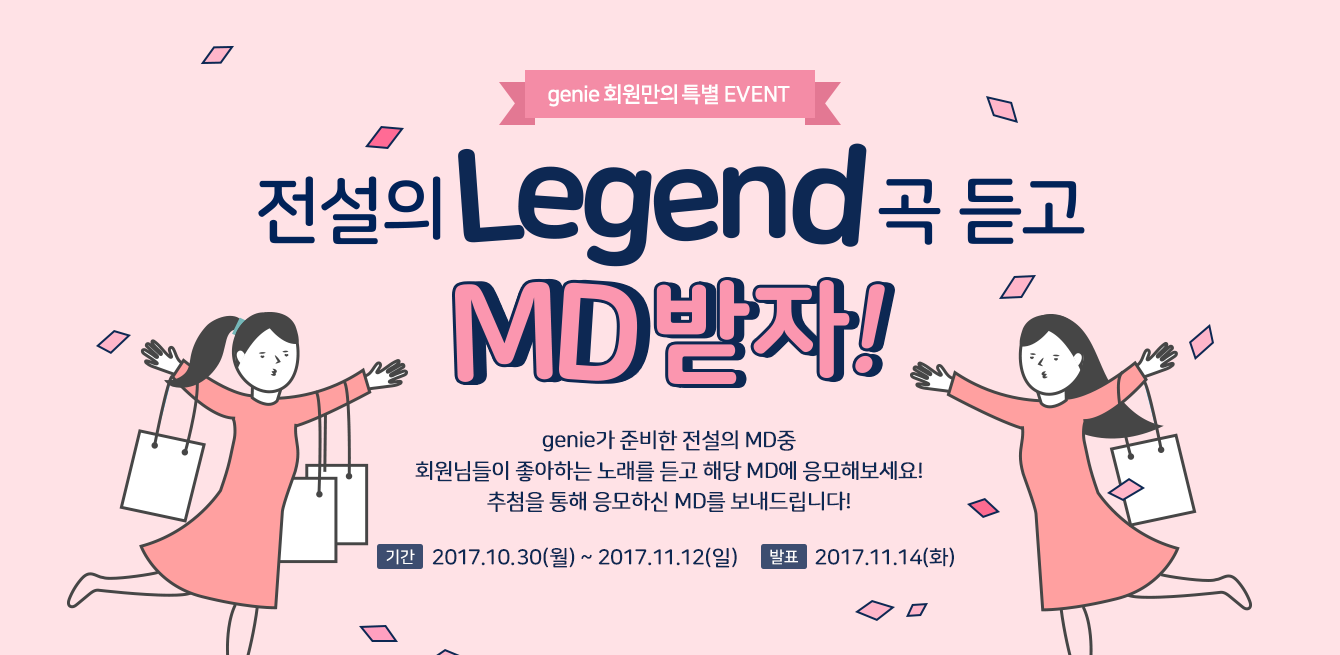 genie 회원만의 특별 EVENT
전설의 Legend 곡 듣고
MD 받자!
genie가 준비한 전설의 MD중
회원님들이 좋아하는 노래를 듣고 해당 MD에 응모해보세요!
추첨을 통해 응모하신 MD를 보내드립니다!
기간 2017.10.30(월) ~ 2017.11.12(일) 발표 2017.11.14(화)